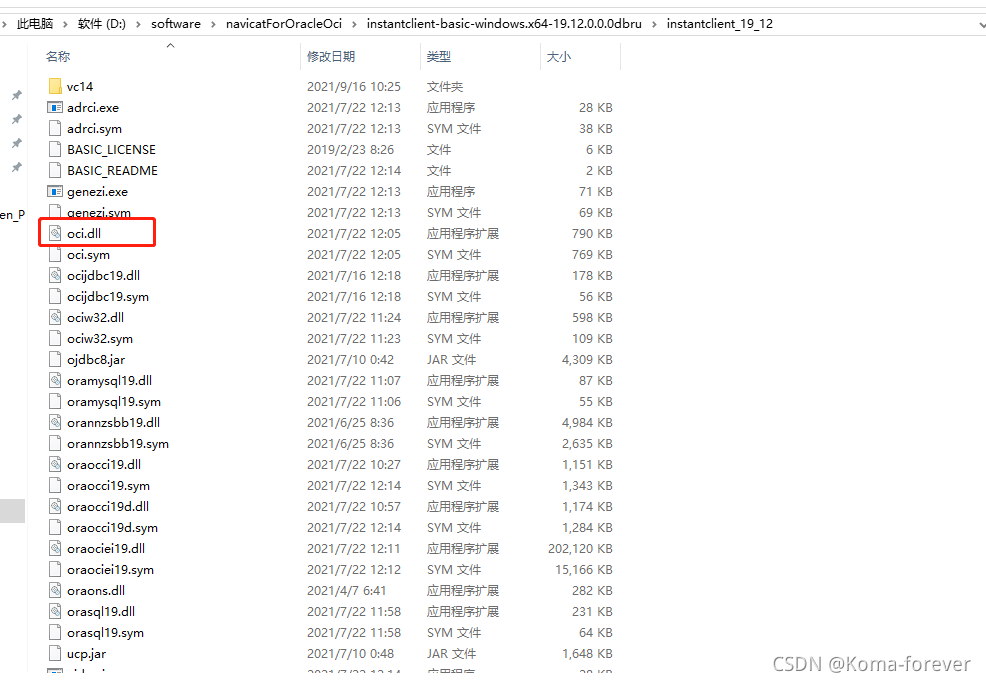 此电脑 > 软件 (D:) > software > navicatForOracleOci > instantclient-basic-windows.x64-19.12.0.0.0dbru > instantclient_19_12
名称 修改日期 类型 大小
vc14 2021/9/16 10:25 文件夹
adrci.exe 2021/7/22 12:13 应用程序 28 KB
adrci.sym 2021/7/22 12:13 SYM 文件 38 KB
BASIC_LICENSE 2019/2/23 8:26 文件 6 KB
BASIC_README 2021/7/22 12:14 文件 2 KB
genezi.exe 2021/7/22 12:13 应用程序 71 KB
en_P
genezi.sym 2021/7/22 12:13 SYM 文件 69 KB
oci.dll 2021/7/22 12:05 应用程序扩展 790 KB
oci.sym 2021/7/22 12:05 SYM 文件 769 KB
ocijdbc19.dll 2021/7/16 12:18 应用程序扩展 178 KB
ocijdbc19.sym 2021/7/16 12:18 SYM 文件 56 KB
ociw32.dll 2021/7/22 11:24 应用程序扩展 598 KB
ociw32.sym 2021/7/22 11:23 SYM 文件 109 KB
ojdbc8.jar 2021/7/10 0:42 JAR 文件 4,309 KB
oramysql19.dll 2021/7/22 11:07 应用程序扩展 87 KB
oramysql19.sym 2021/7/22 11:06 SYM 文件 55 KB
orannzsbb19.dll 2021/6/25 8:36 应用程序扩展 4,984 KB
orannzsbb19.sym 2021/6/25 8:36 SYM 文件 2,635 KB
oraocci19.dll 2021/7/22 10:27 应用程序扩展 1,151 KB
oraocci19.sym 2021/7/22 12:14 SYM 文件 1,343 KB
oraocci19d.dll 2021/7/22 10:57 应用程序扩展 1,174 KB
oraocci19d.sym 2021/7/22 12:14 SYM 文件 1,284 KB
oraociei19.dll 2021/7/22 12:11 应用程序扩展 202,120 KB
oraociei19.sym 2021/7/22 12:12 SYM 文件 15,166 KB
oraons.dll 2021/4/7 6:41 应用程序扩展 282 KB
orasql19.dll 2021/7/22 11:58 应用程序扩展 231 KB
orasql19.sym 2021/7/22 11:58 SYM 文件 64 KB
ucp.jar 2021/7/10 0:48 JAR 文件 1,648 KB
CSDN @Koma-forever